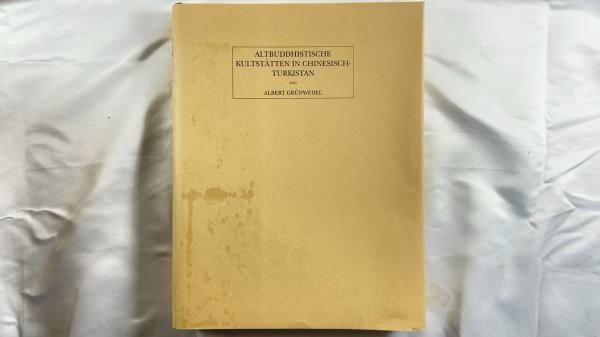 ALTBUDDHISTISCHE
KULTSTÄTTEN IN CHINESISCH-
TURKISTAN
VON
ALBERT GRÜNWEDEL